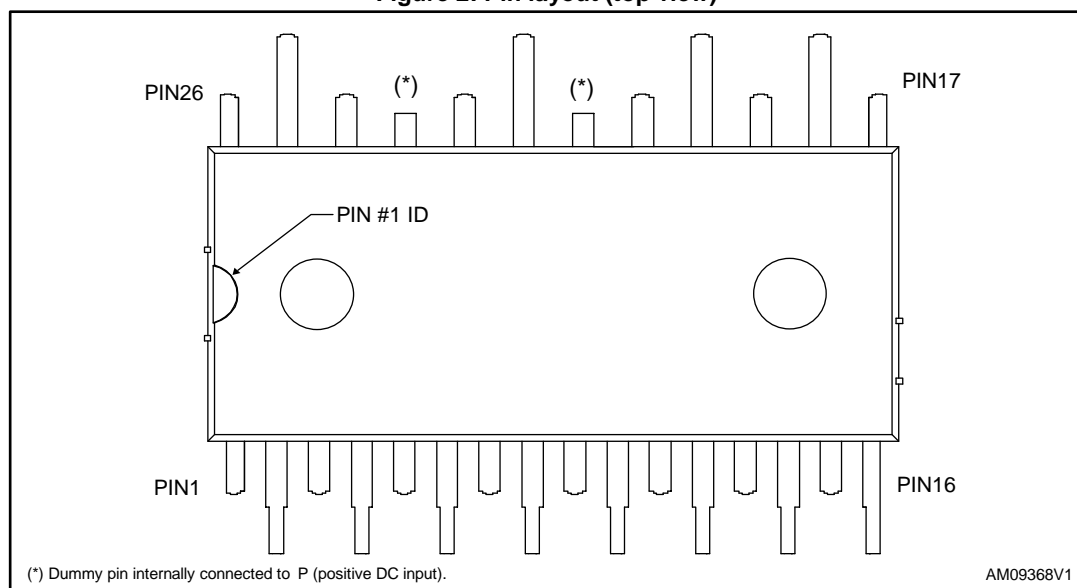 (*) (*)
PIN26 PIN17
PIN #1 ID
PIN1 PIN16
(*) Dummy pin internally connected to P (positive DC input). AM09368V1